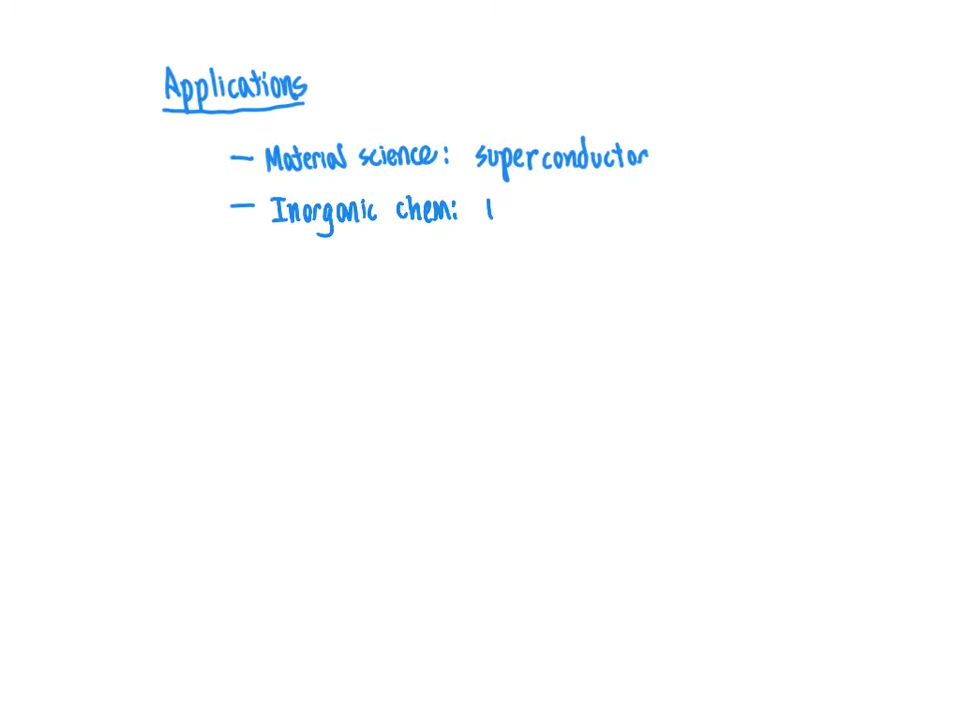 Applications
— Material science: superconductor
— Inorganic chem: